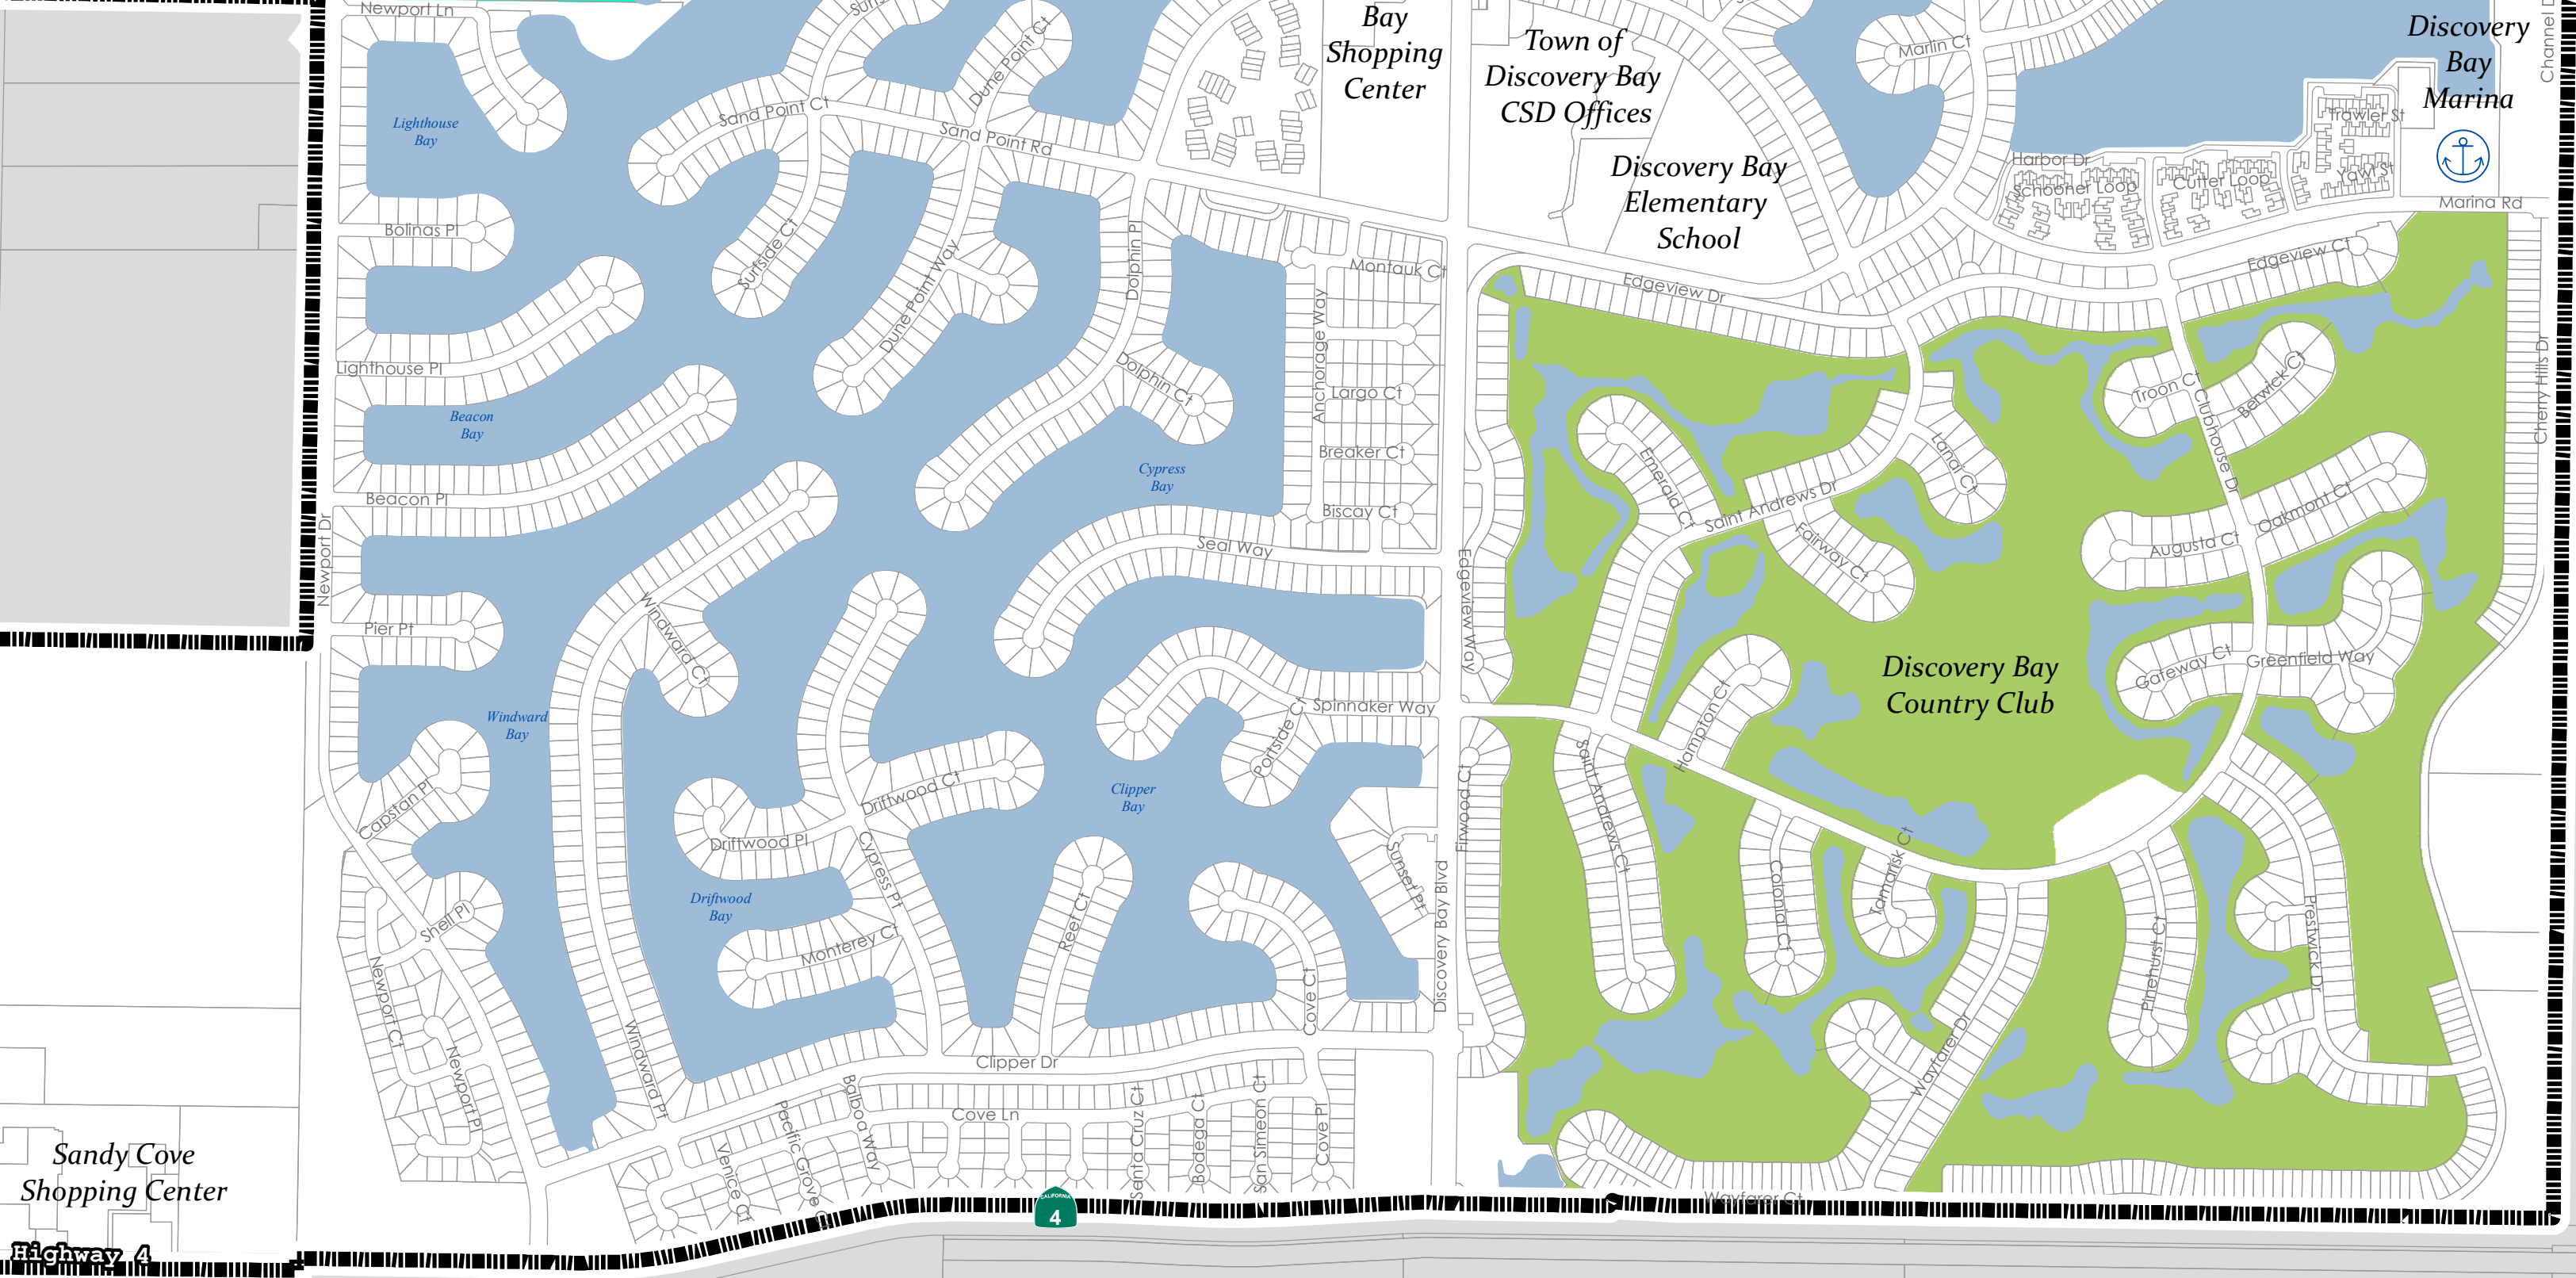 Newport Ln
Dune Point Ct
Bay
Shopping
Center
Town of
Discovery Bay
CSD Offices
Marlin Ct
Discovery
Bay
Marina
Lighthouse
Bay
Sand Point Ct
Sand Point Rd
Discovery Bay
Elementary
School
Trawler St
Harbor Dr
Schooner Loop
Cutter Loop
Yawl St
Marina Rd
Bolinas Pl
Surfside Ct
Dune Point Way
Dolphin Pl
Montauk Ct
Edgeview Dr
Edgeview Ct
Lighthouse Pl
Dolphin Ct
Anchorage Way
Largo Ct
Troon Ct
Berwick Ct
Clubhouse Dr
Cherry Hills Dr
Beacon
Bay
Cypress
Bay
Breaker Ct
Emerald Ct
Landi Ct
Beacon Pl
Biscay Ct
Saint Andrews Dr
Fairway Ct
Oakmont Ct
Augusta Ct
Newport Dr
Seal Way
Edgeview Way
Pier Pt
Windward Ct
Discovery Bay
Country Club
Gateway Ct
Greenfield Way
Windward
Bay
Spinnaker Way
Portside Ct
Hampton Ct
Capstan Pl
Driftwood Ct
Driftwood Pl
Clipper
Bay
Cypress Pt
Sunset Pt
Firwood Ct
Saint Andrews Ct
Colonial Ct
Tamarisk Ct
Driftwood
Bay
Shell Pl
Monterey Ct
Reef Ct
Cove Ct
Discovery Bay Blvd
Pinehurst Ct
Prestwick Dr
Newport Ct
Newport Pl
Windward Pt
Clipper Dr
Wayfarer Dr
Balboa Way
Cove Ln
Pacific Grove Ct
Venice Ct
Senta Cruz Ct
Bodega Ct
San Simeon Ct
Cove Pl
Sandy Cove
Shopping Center
Wayfarer Ct
CALIFORNIA
4
Highway 4